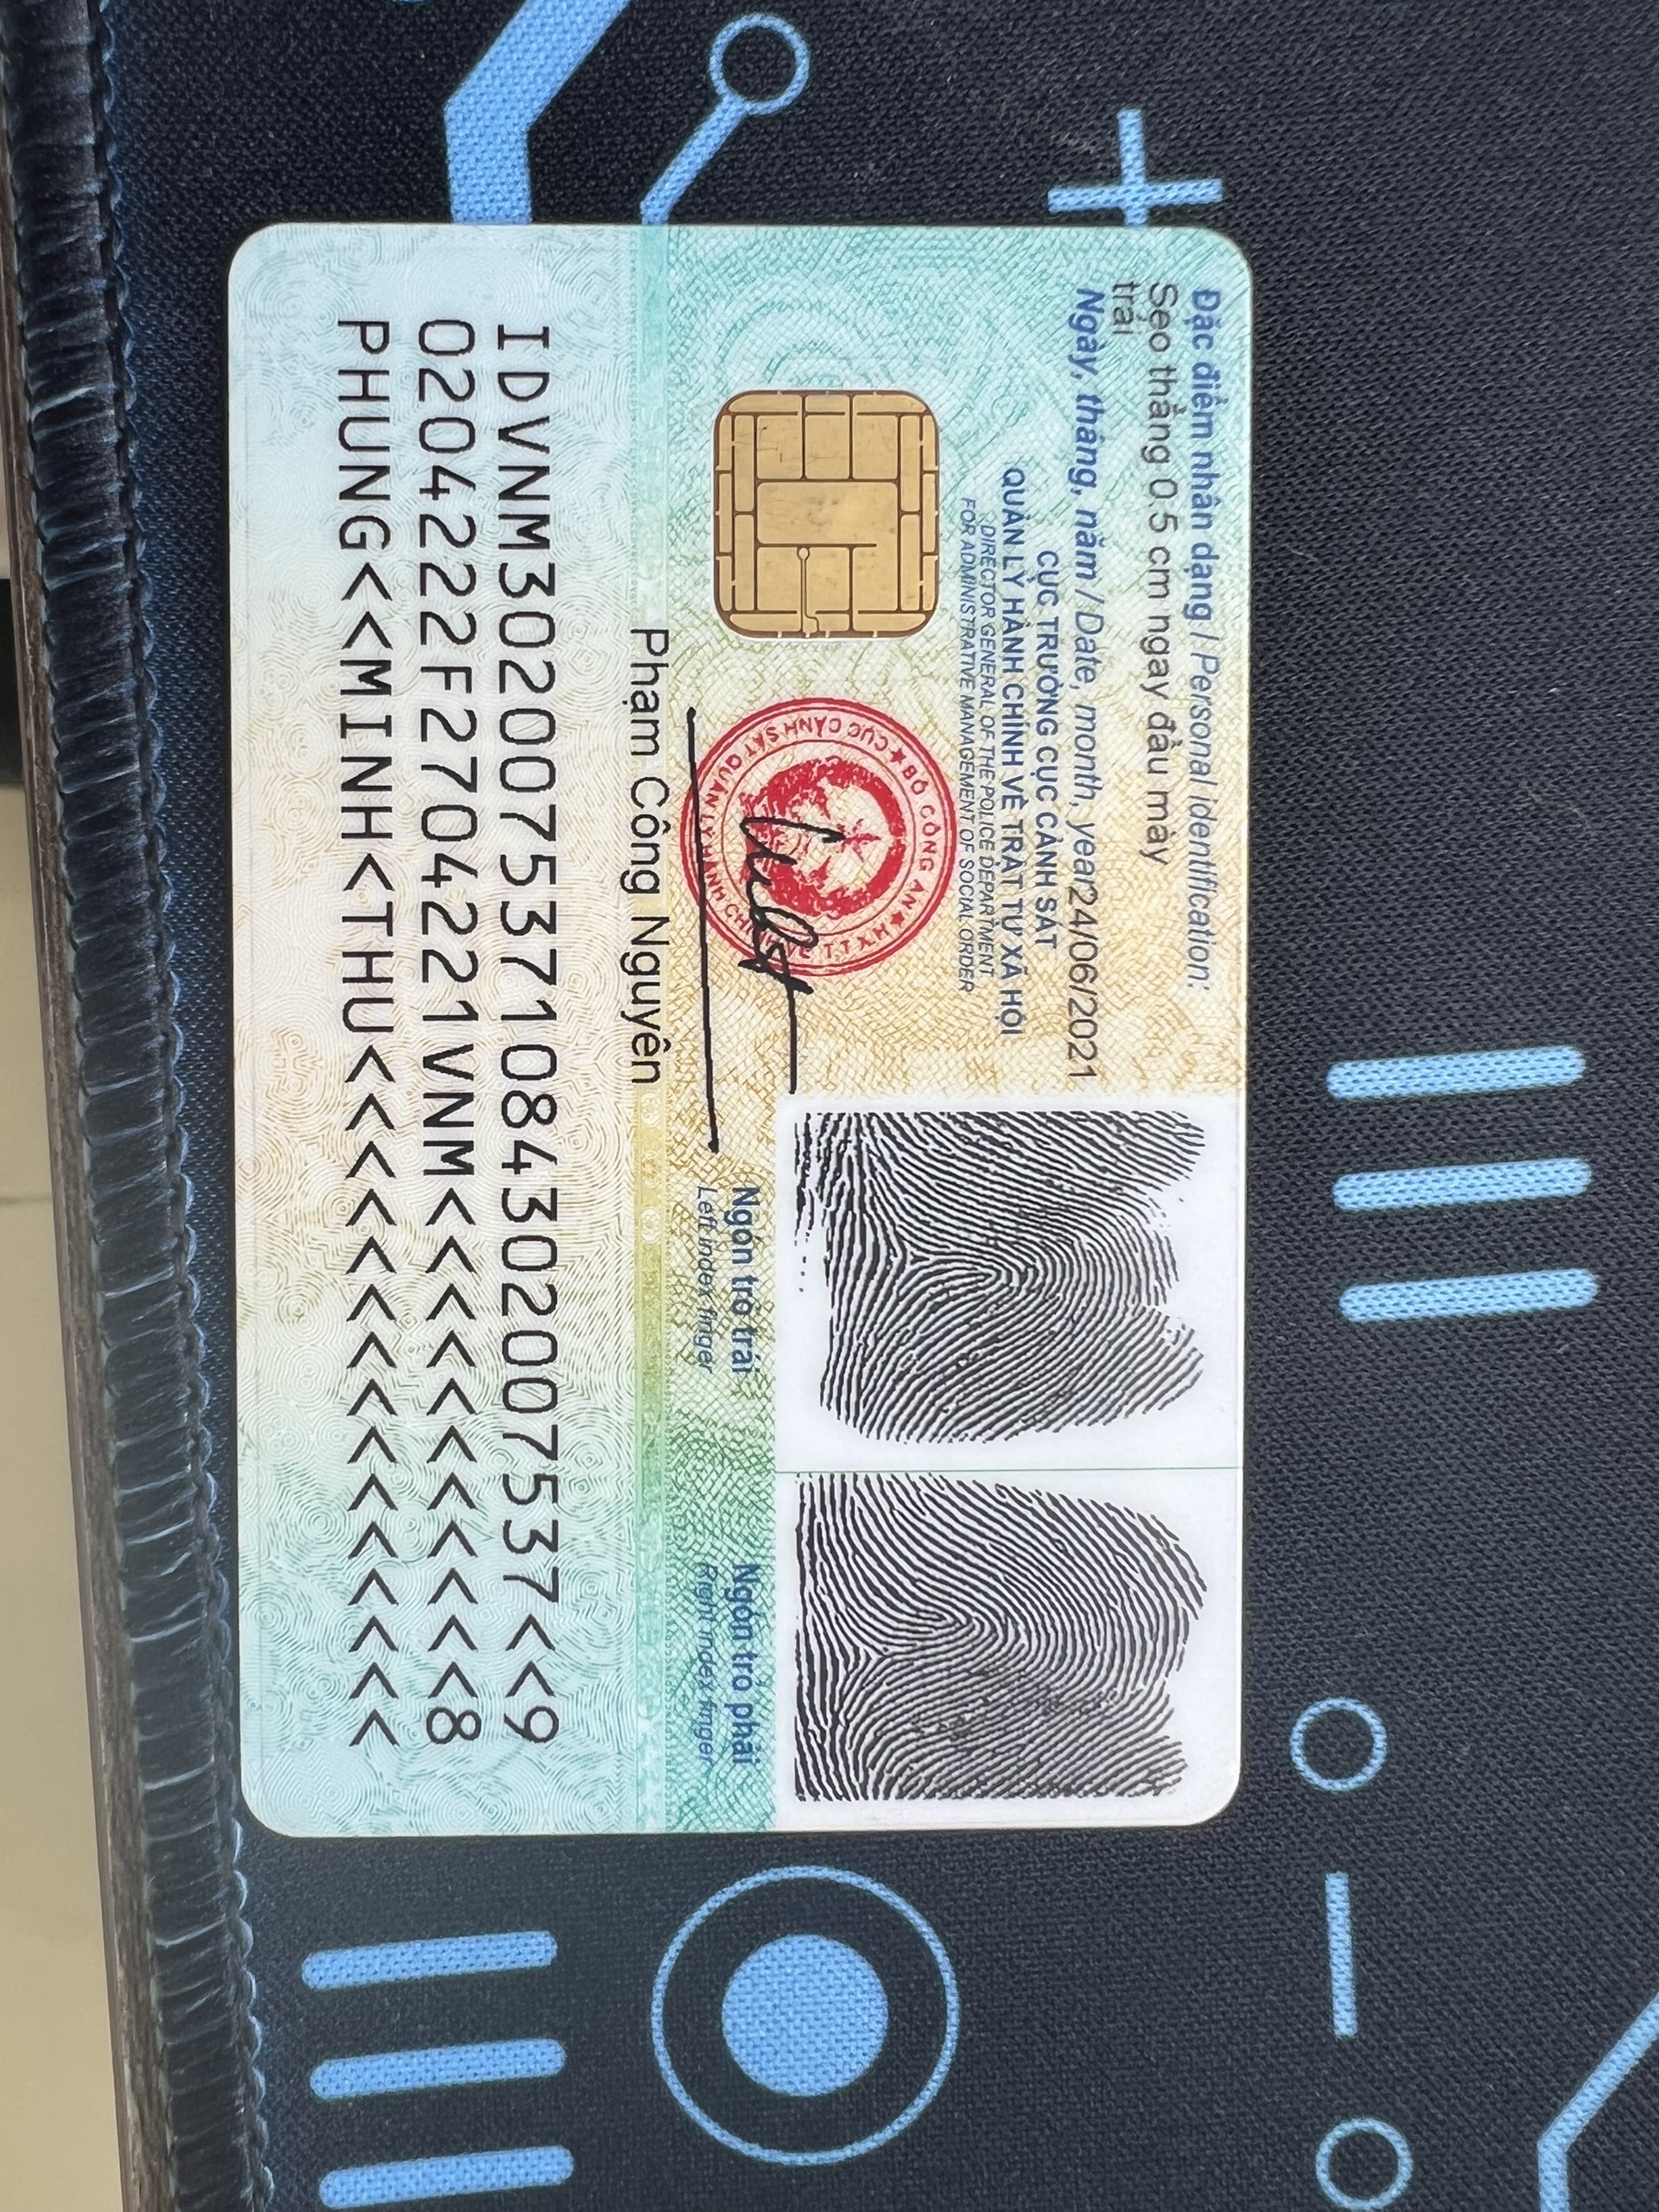 Đặc điểm nhân dạng / Personal identification:
Sẹo thẳng 0.5 cm ngay đầu mày
trái
Ngày, tháng, năm / Date, month, year 24/06/2021
CỤC TRƯỞNG CỤC CẢNH SÁT
QUẢN LÝ HÀNH CHÍNH VỀ TRẬT TỰ XÃ HỘI
DIRECTOR GENERAL OF THE POLICE DEPARTMENT
FOR ADMINISTRATIVE MANAGEMENT OF SOCIAL ORDER
BỘ CÔNG AN
CỤC CẢNH SÁT QUẢN LÝ HÀNH CHÍNH
Ngón trỏ trái
Left index finger
Ngón trỏ phải
Right index finger
Phạm Công Nguyên
IDVNM3020075371084302007537<<9
0204222F2704221VNM<<<<<<<<<<<8
PHUNG<<MINH<THU<<<<<<<<<<<<<<<